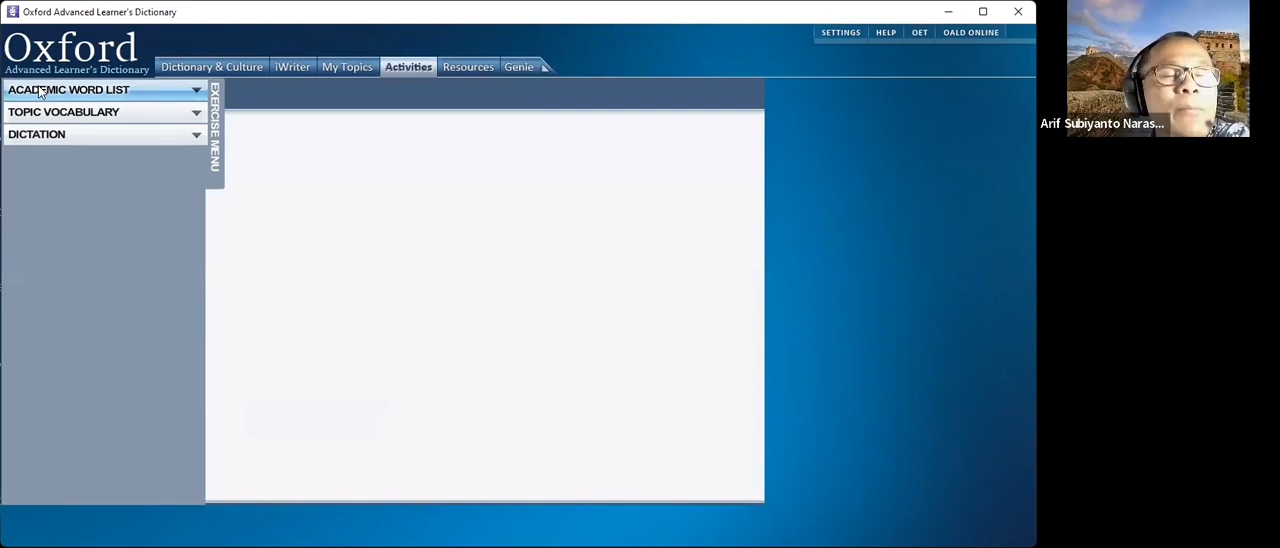 Oxford Advanced Learner's Dictionary
SETTINGS HELP OET OALD ONLINE
Oxford
Advanced Learner's Dictionary
Dictionary & Culture iWriter My Topics Activities Resources Genie
ACADEMIC WORD LIST
TOPIC VOCABULARY
DICTATION
EXERCISE MENU
Arif Subiyanto Naras...